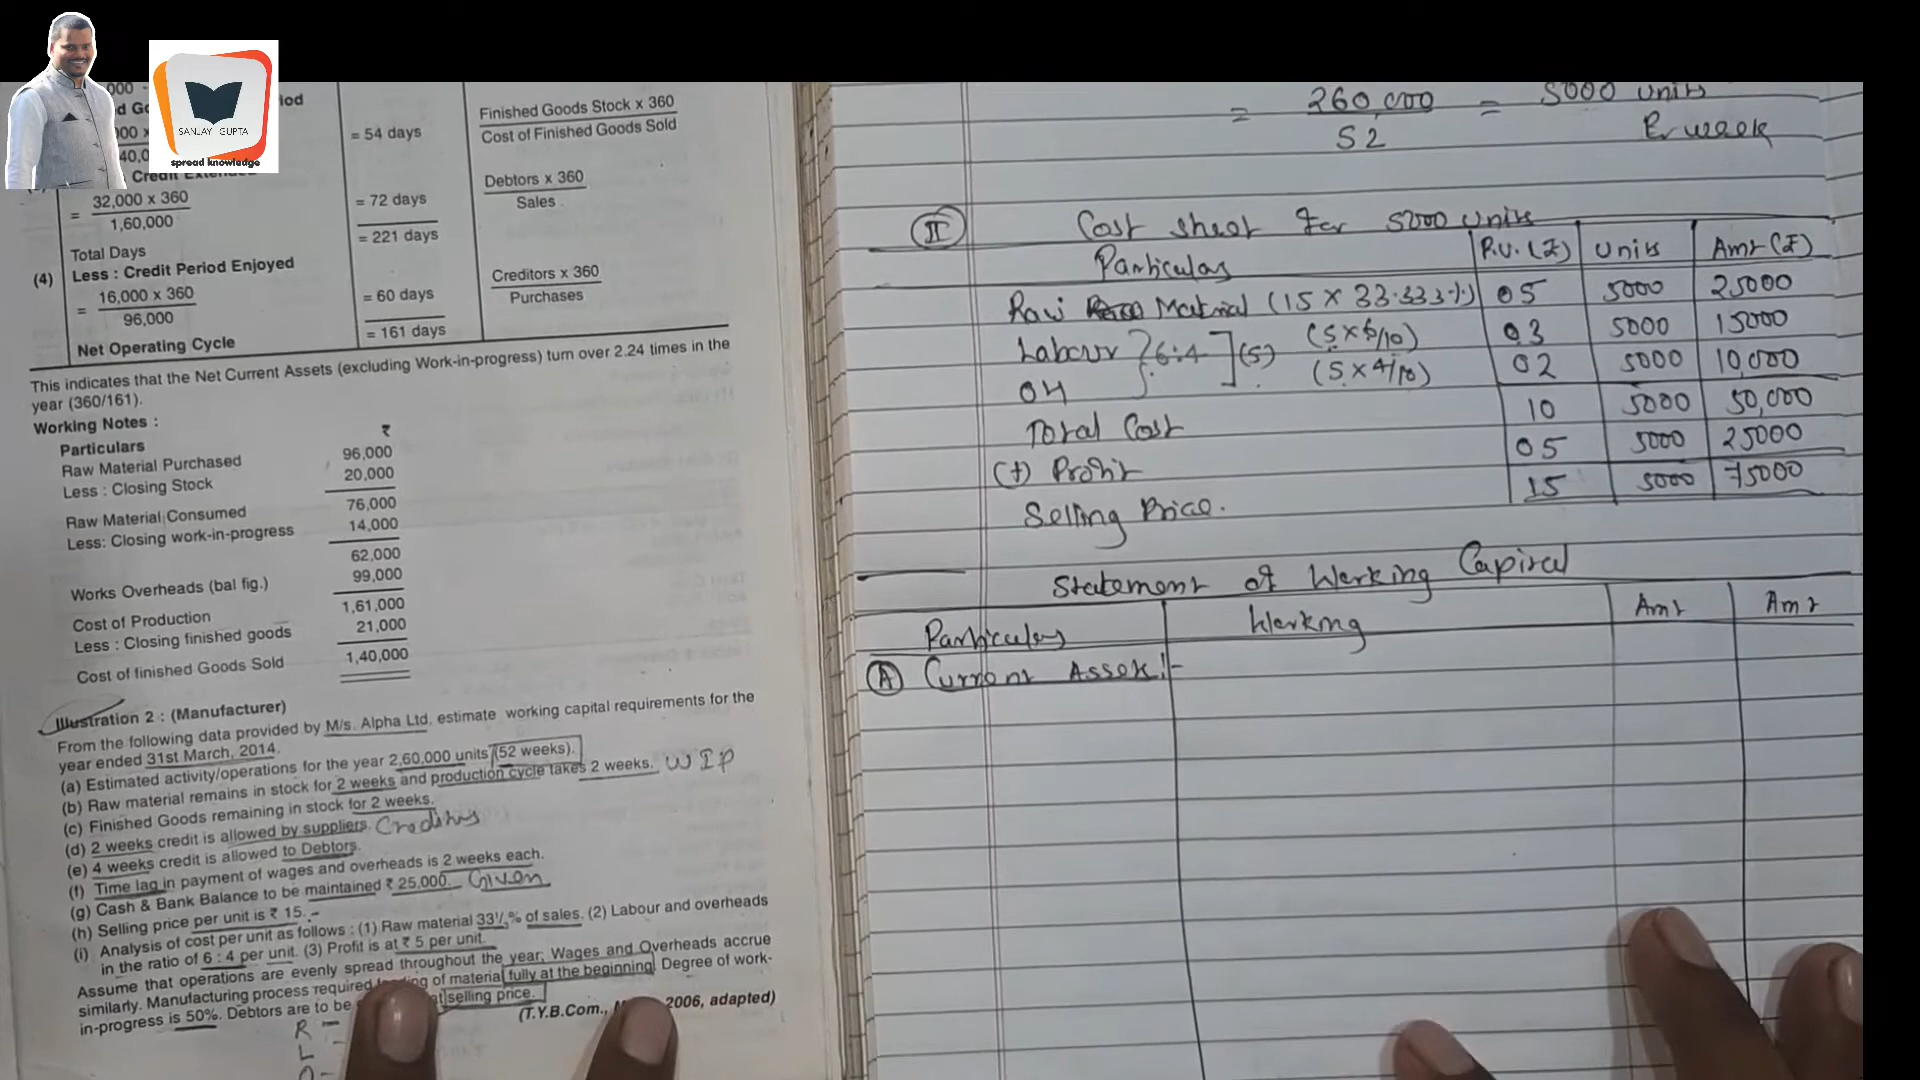 SANJAY GUPTA
spread knowledge
= 54 days
Finished Goods Stock x 360
Cost of Finished Goods Sold
= 32,000 x 360
1,60,000
= 72 days
Debtors x 360
Sales
Total Days
= 221 days
(4) Less : Credit Period Enjoyed
= 16,000 x 360
96,000
= 60 days
Creditors x 360
Purchases
Net Operating Cycle
= 161 days
This indicates that the Net Current Assets (excluding Work-in-progress) turn over 2.24 times in the
year (360/161).
Working Notes :
Particulars ₹
Raw Material Purchased 96,000
Less : Closing Stock 20,000
76,000
Raw Material Consumed
Less: Closing work-in-progress 14,000
62,000
Works Overheads (bal fig.) 99,000
Cost of Production 1,61,000
Less : Closing finished goods 21,000
Cost of finished Goods Sold 1,40,000
Illustration 2 : (Manufacturer)
From the following data provided by M/s. Alpha Ltd, estimate working capital requirements for the
year ended 31st March, 2014.
(a) Estimated activity/operations for the year 2,60,000 units (52 weeks).
(b) Raw material remains in stock for 2 weeks and production cycle takes 2 weeks. WIP
(c) Finished Goods remaining in stock for 2 weeks.
(d) 2 weeks credit is allowed by suppliers. Creditors
(e) 4 weeks credit is allowed to Debtors.
(f) Time lag in payment of wages and overheads is 2 weeks each.
(g) Cash & Bank Balance to be maintained ₹ 25,000. Given
(h) Selling price per unit is ₹ 15.
(i) Analysis of cost per unit as follows : (1) Raw material 33⅓% of sales. (2) Labour and overheads
in the ratio of 6 : 4 per unit. (3) Profit is at ₹ 5 per unit.
Assume that operations are evenly spread throughout the year, Wages and Overheads accrue
similarly. Manufacturing process required of material fully at the beginning. Degree of work-
in-progress is 50%. Debtors are to be at selling price.
(T.Y.B.Com., 2006, adapted)
R -
L -
O-
= 260,000 / 52 = 5000 units
Per week
II Cost sheet for 5000 units
Particulars P.U. (₹) Units Amt (₹)
Raw Material (15 x 33.333%) 05 5000 25000
Labour } 6:4 ] (5) (5 x 6/10) 03 5000 15000
OH (5 x 4/10) 02 5000 10,000
Total Cost 10 5000 50,000
(+) Profit 05 5000 25000
Selling Price. 15 5000 75000
Statement of Working Capital
Particulars Working Amt Amt
(A) Current Assets:-